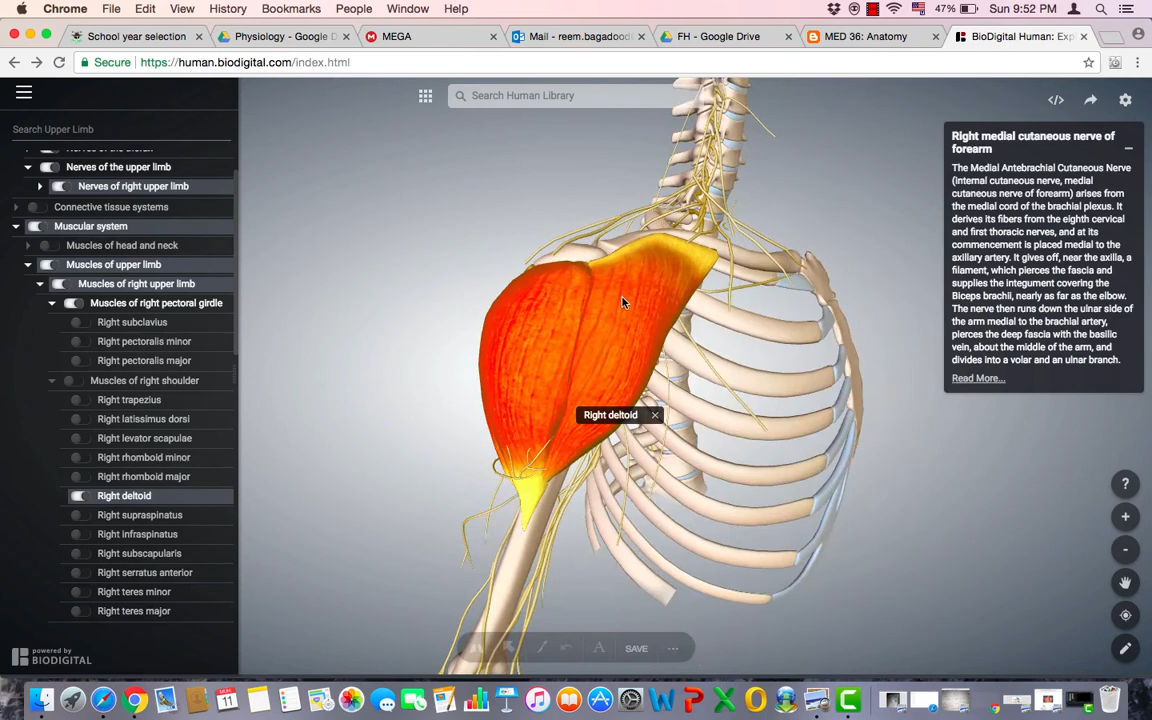 Chrome File Edit View History Bookmarks People Window Help 47% Sun 9:52 PM
School year selection Physiology - Google D MEGA Mail - reem.bagadood FH - Google Drive MED 36: Anatomy BioDigital Human: Exp
Secure https://human.biodigital.com/index.html
Search Human Library
Search Upper Limb
Nerves of the upper limb
Nerves of right upper limb
Connective tissue systems
Muscular system
Muscles of head and neck
Muscles of upper limb
Muscles of right upper limb
Muscles of right pectoral girdle
Right subclavius
Right pectoralis minor
Right pectoralis major
Muscles of right shoulder
Right trapezius
Right latissimus dorsi
Right levator scapulae
Right rhomboid minor
Right rhomboid major
Right deltoid
Right supraspinatus
Right infraspinatus
Right subscapularis
Right serratus anterior
Right teres minor
Right teres major
powered by
BIODIGITAL
Right deltoid ×
Right medial cutaneous nerve of
forearm
The Medial Antebrachial Cutaneous Nerve
(internal cutaneous nerve, medial
cutaneous nerve of forearm) arises from
the medial cord of the brachial plexus. It
derives its fibers from the eighth cervical
and first thoracic nerves, and at its
commencement is placed medial to the
axillary artery. It gives off, near the axilla, a
filament, which pierces the fascia and
supplies the integument covering the
Biceps brachii, nearly as far as the elbow.
The nerve then runs down the ulnar side of
the arm medial to the brachial artery,
pierces the deep fascia with the basilic
vein, about the middle of the arm, and
divides into a volar and an ulnar branch.
Read More...
?
+
-
A SAVE ...
MON
11